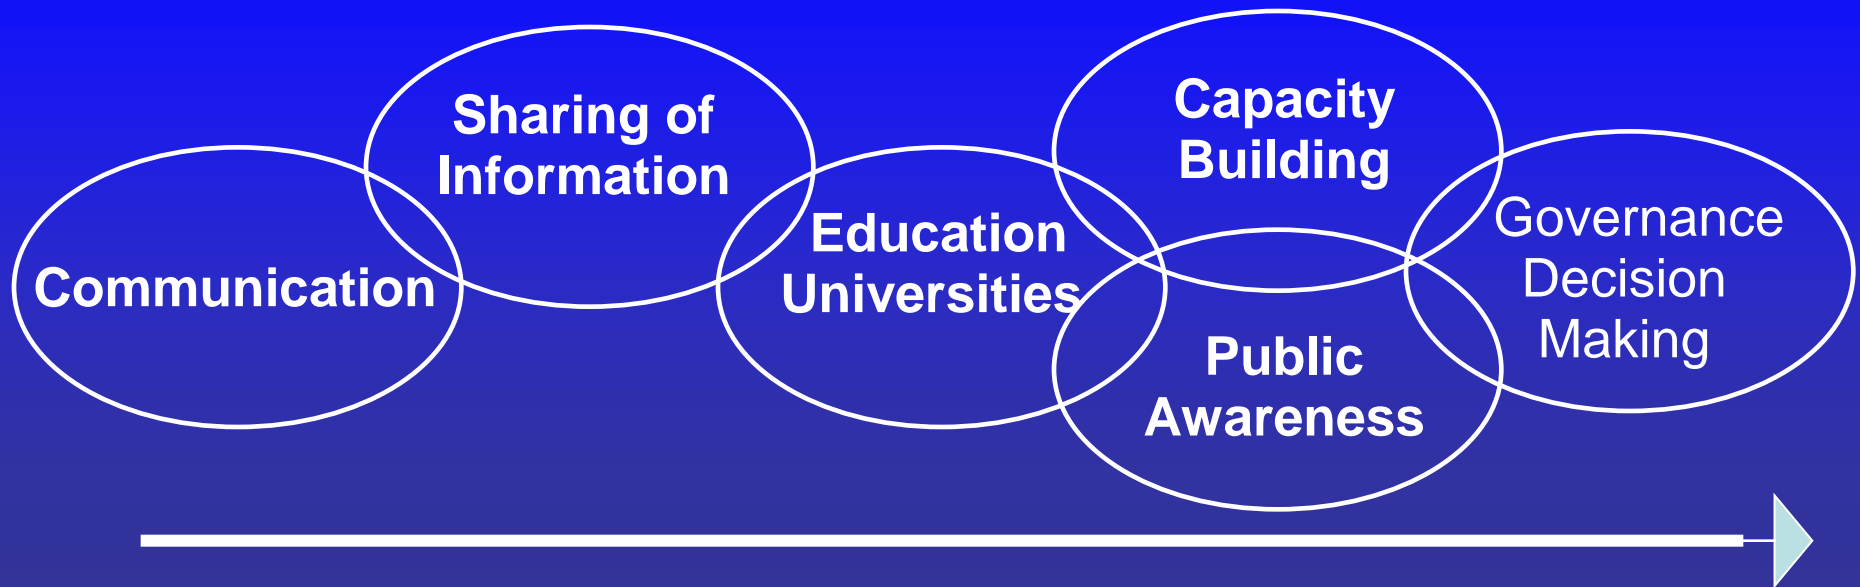 Communication
Sharing of
Information
Education
Universities
Capacity
Building
Public
Awareness
Governance
Decision
Making